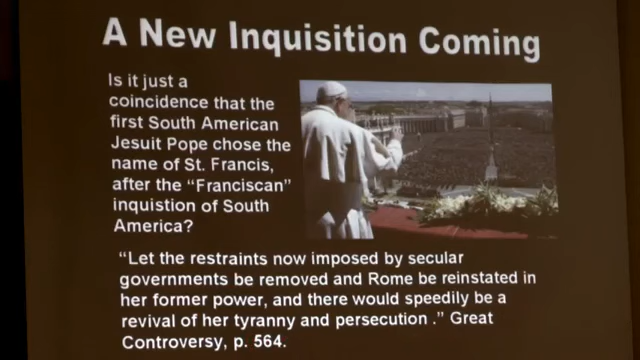 A New Inquisition Coming
Is it just a
coincidence that the
first South American
Jesuit Pope chose the
name of St. Francis,
after the “Franciscan”
inquistion of South
America?
“Let the restraints now imposed by secular
governments be removed and Rome be reinstated in
her former power, and there would speedily be a
revival of her tyranny and persecution .” Great
Controversy, p. 564.